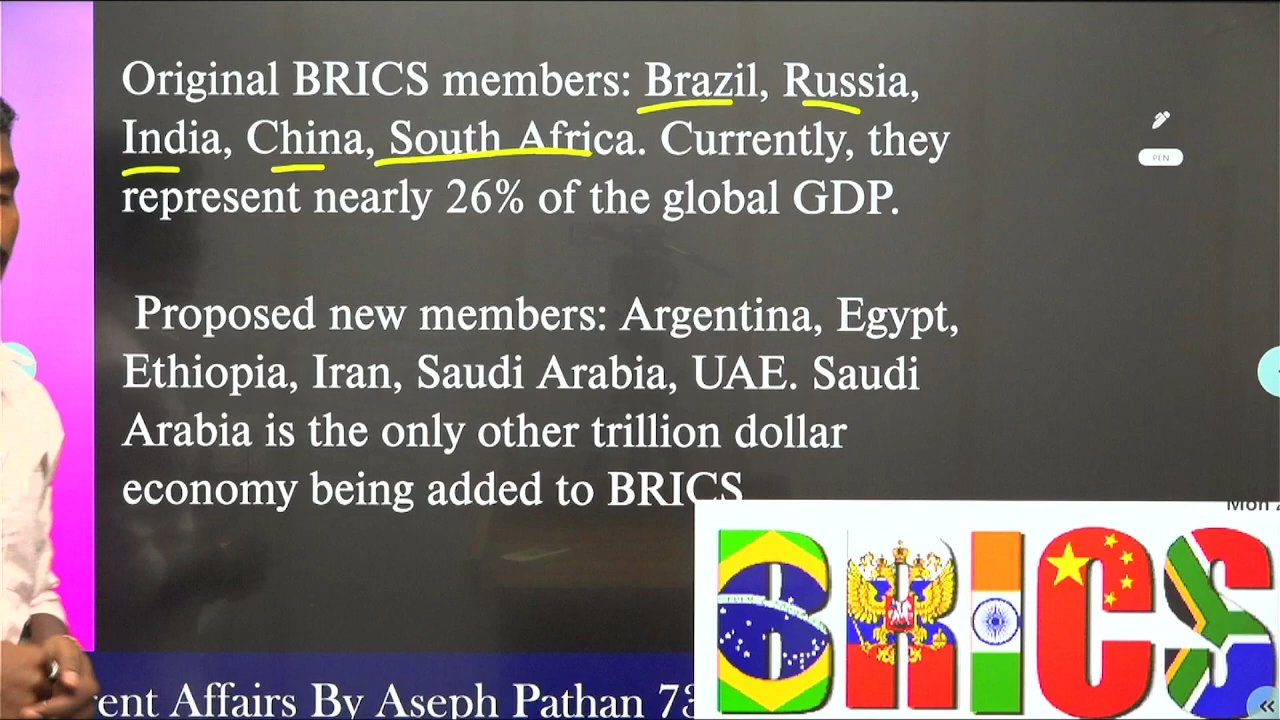 Original BRICS members: Brazil, Russia,
India, China, South Africa. Currently, they
represent nearly 26% of the global GDP.
PEN
Proposed new members: Argentina, Egypt,
Ethiopia, Iran, Saudi Arabia, UAE. Saudi
Arabia is the only other trillion dollar
economy being added to BRICS
Mon
BRICS
Affairs By Aseph Pathan